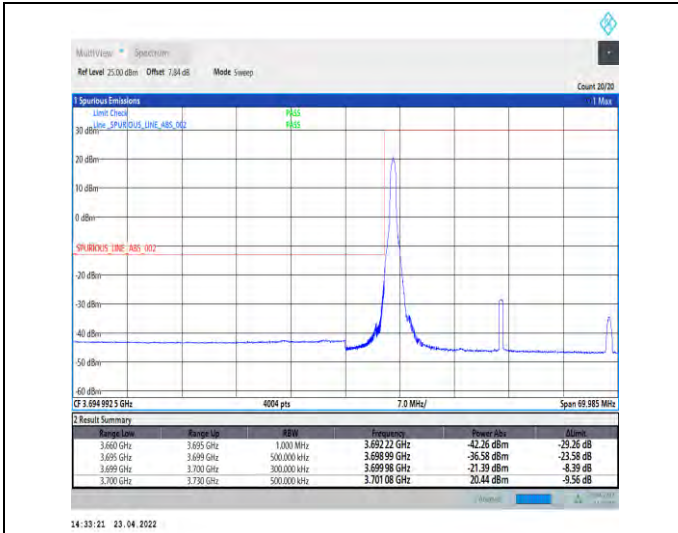 MultiView Spectrum
Ref Level 25.00 dBm Offset 7.84 dB Mode Sweep
Count 20/20
1 Spurious Emissions 1 Max
Limit Check PASS
Line _SPURIOUS_LINE_ABS_002 PASS
30 dBm
20 dBm
10 dBm
0 dBm
SPURIOUS_LINE_ABS_002
-20 dBm
-30 dBm
-40 dBm
-50 dBm
-60 dBm
CF 3.694 992 5 GHz 4004 pts 7.0 MHz/ Span 69.985 MHz
2 Result Summary
Range Low Range Up RBW Frequency Power Abs ΔLimit
3.660 GHz 3.695 GHz 1.000 MHz 3.692 22 GHz -42.26 dBm -29.26 dB
3.695 GHz 3.699 GHz 500.000 kHz 3.698 99 GHz -36.58 dBm -23.58 dB
3.699 GHz 3.700 GHz 300.000 kHz 3.699 98 GHz -21.39 dBm -8.39 dB
3.700 GHz 3.730 GHz 500.000 kHz 3.701 08 GHz 20.44 dBm -9.56 dB
14:33:21 23.04.2022